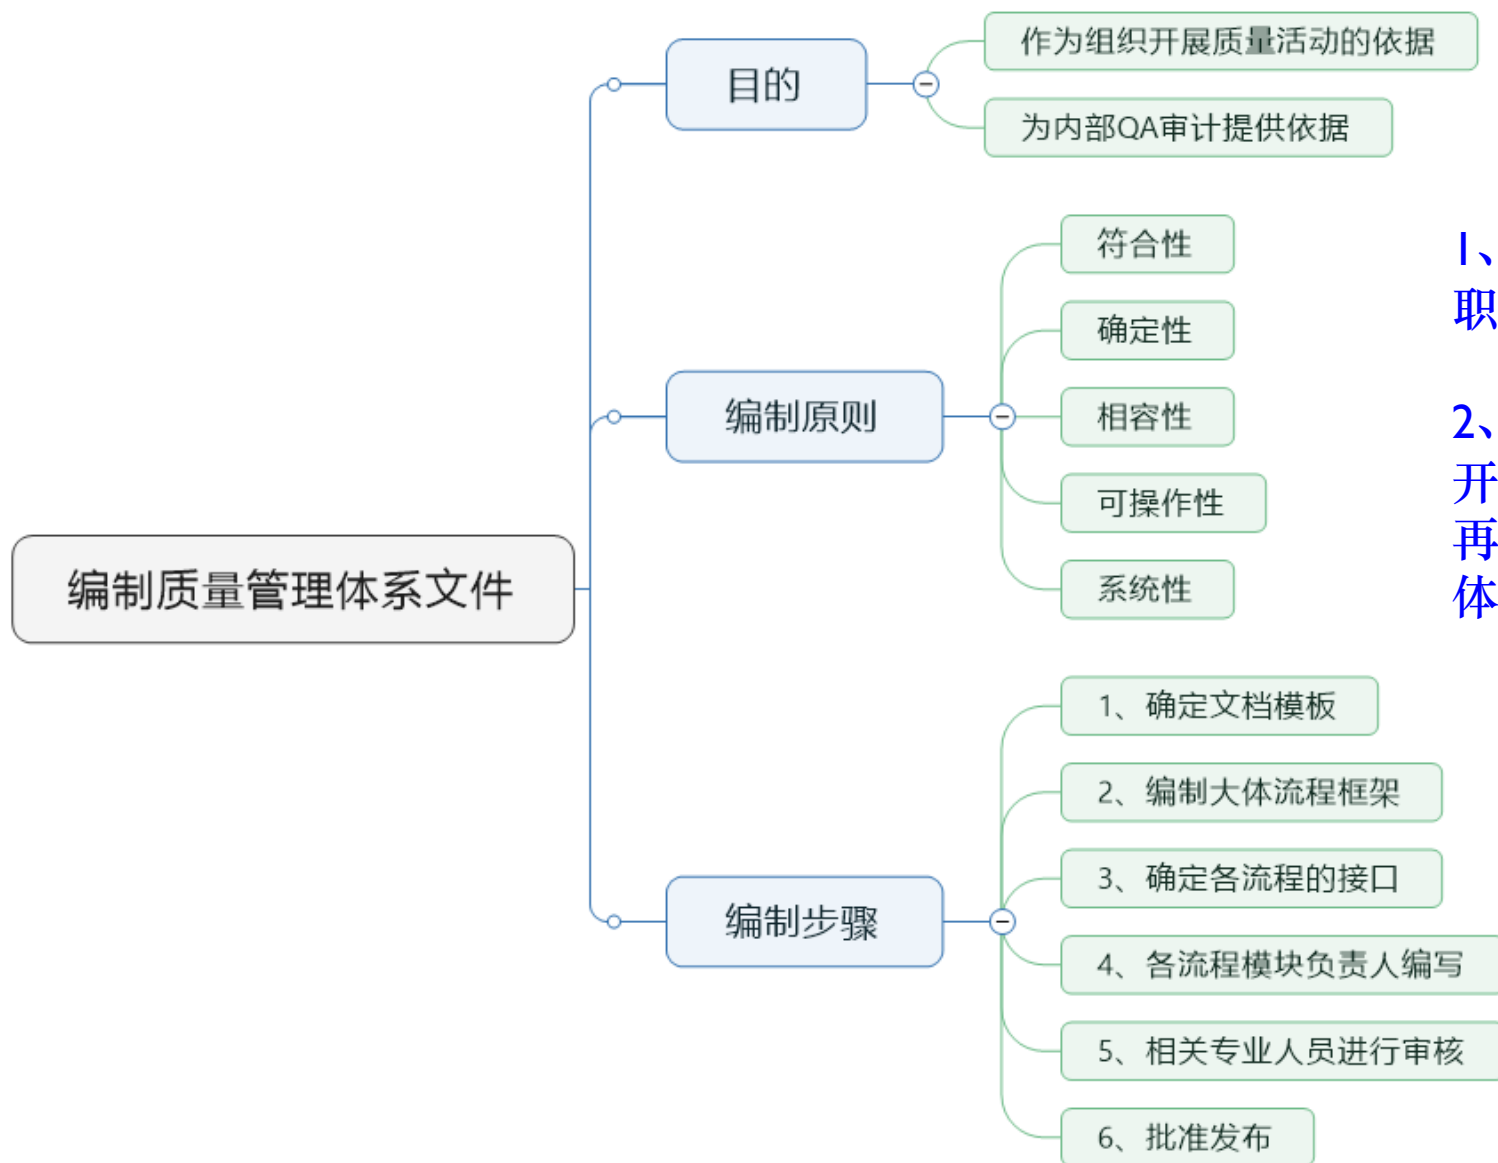 编制质量管理体系文件
目的
作为组织开展质量活动的依据
为内部QA审计提供依据
编制原则
符合性
确定性
相容性
可操作性
系统性
编制步骤
1、确定文档模板
2、编制大体流程框架
3、确定各流程的接口
4、各流程模块负责人编写
5、相关专业人员进行审核
6、批准发布
1、
职
2、
开
再
体